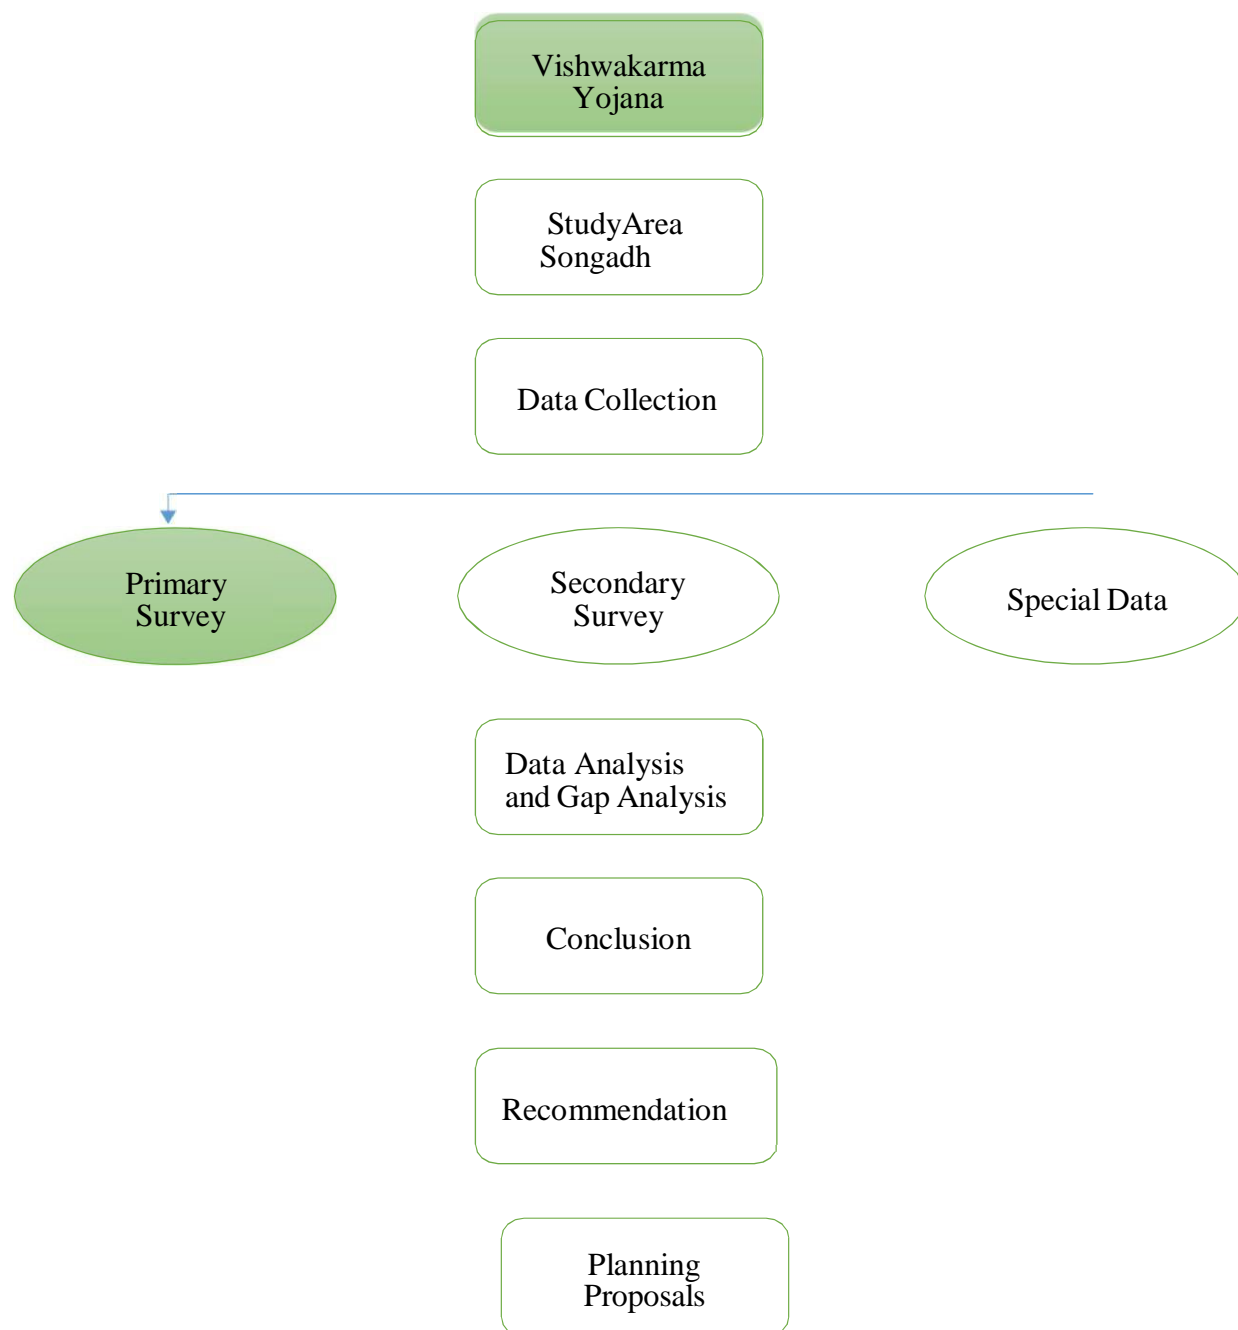 Vishwakarma
Yojana
StudyArea
Songadh
Data Collection
Primary
Survey
Secondary
Survey
Special Data
Data Analysis
and Gap Analysis
Conclusion
Recommendation
Planning
Proposals